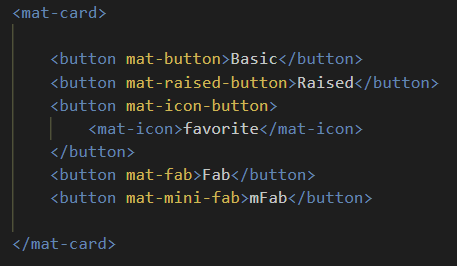 <mat-card>
<button mat-button>Basic</button>
<button mat-raised-button>Raised</button>
<button mat-icon-button>
<mat-icon>favorite</mat-icon>
</button>
<button mat-fab>Fab</button>
<button mat-mini-fab>mFab</button>
</mat-card>